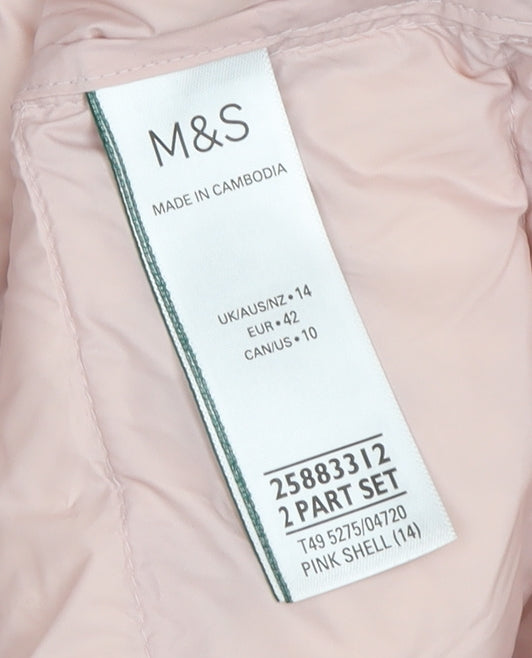 M&S
MADE IN CAMBODIA
UK/AUS/NZ•14
EUR•42
CAN/US•10
25883312
2 PART SET
T49 5275/04720
PINK SHELL (14)